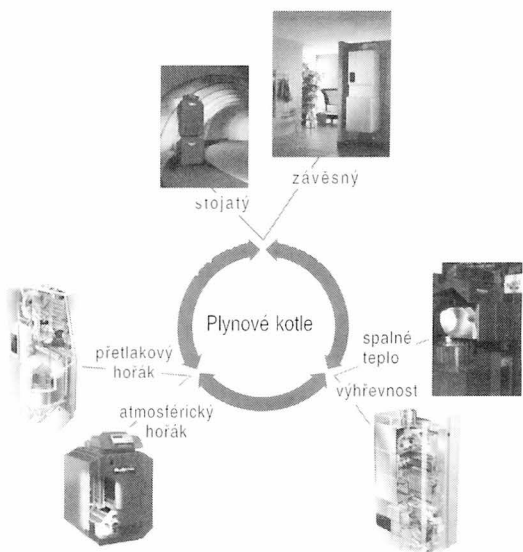 stojatý
závěsný
Plynové kotle
přetlakový
hořák
atmosférický
hořák
spalné
teplo
výhřevnost